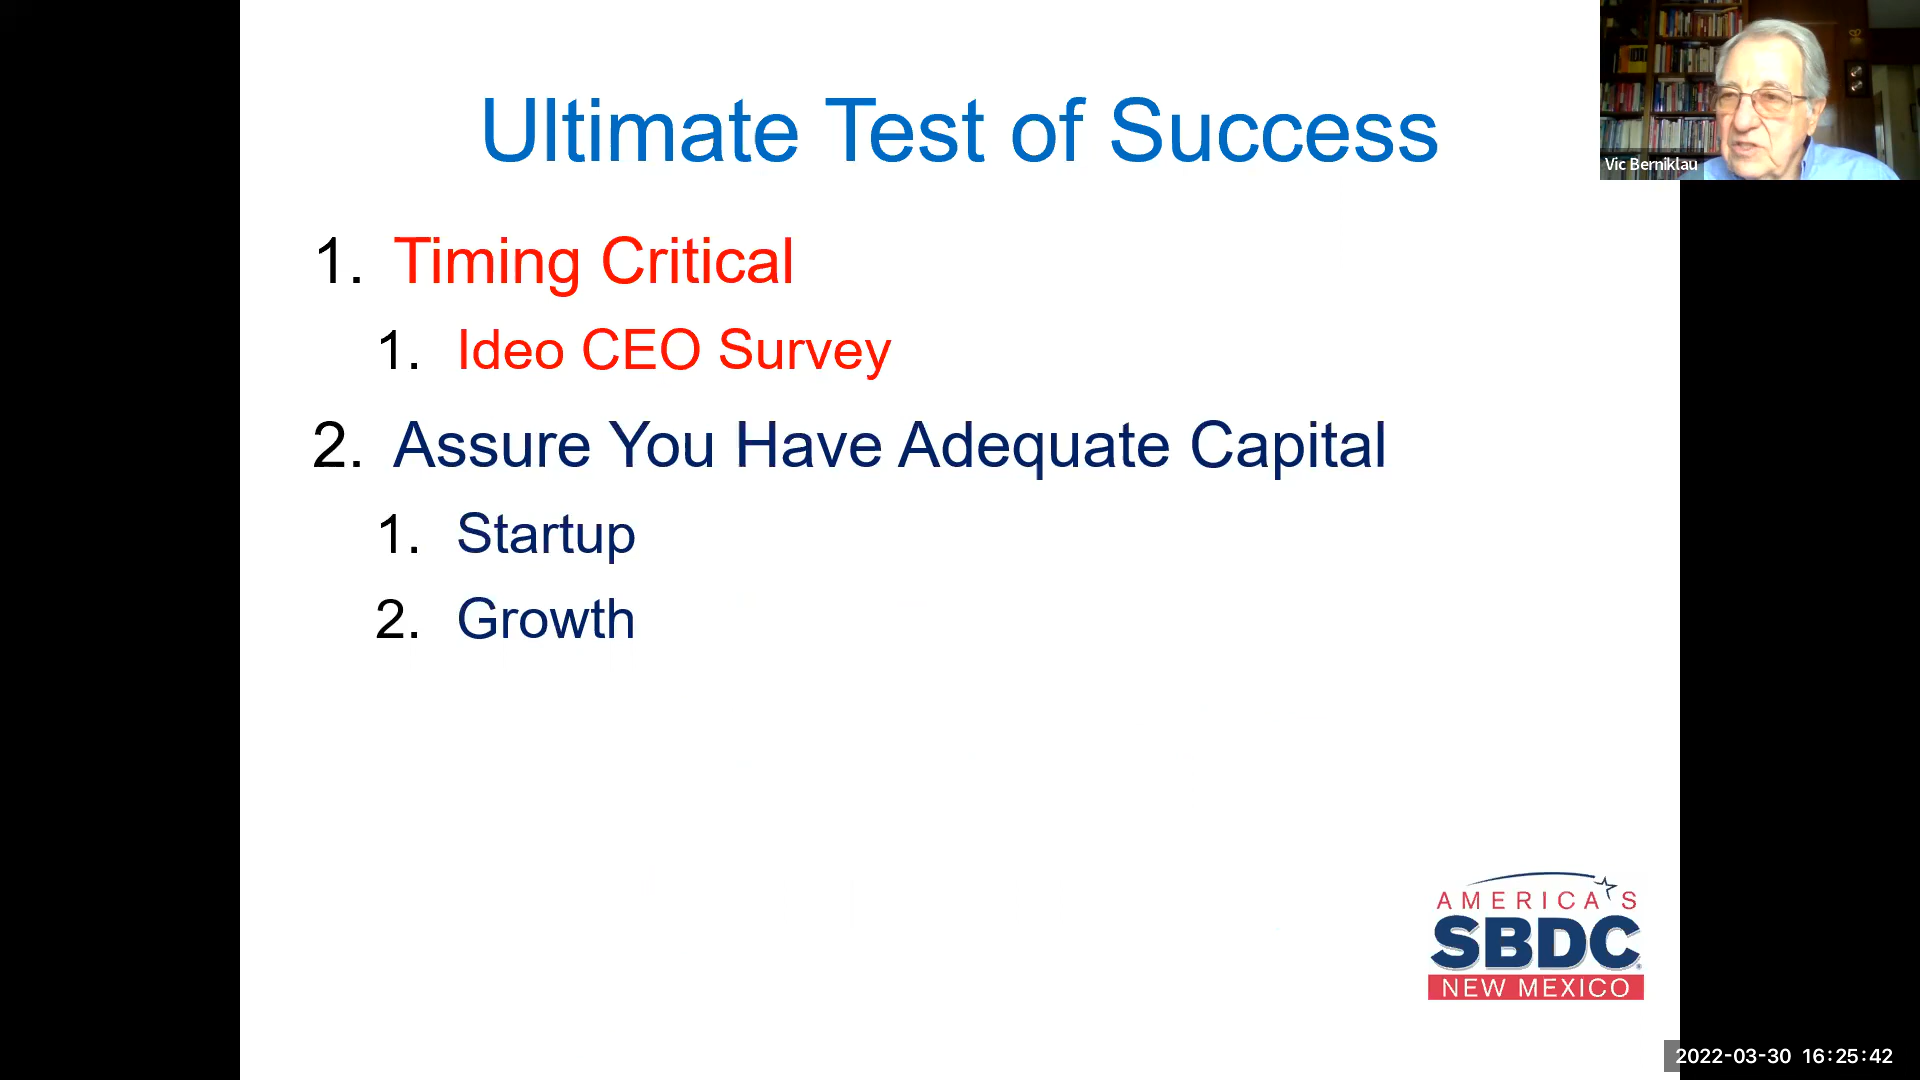 Ultimate Test of Success
Vic Berniklau
1. Timing Critical
1. Ideo CEO Survey
2. Assure You Have Adequate Capital
1. Startup
2. Growth
AMERICA'S
SBDC
NEW MEXICO
2022-03-30 16:25:42